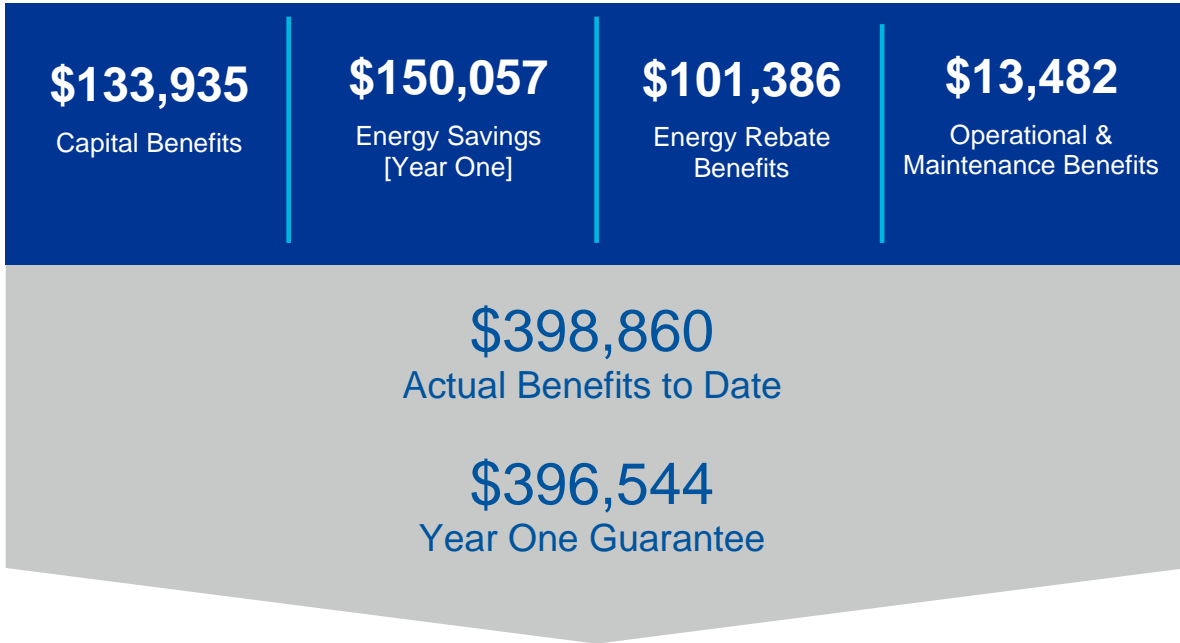 $133,935
Capital Benefits
$150,057
Energy Savings
[Year One]
$101,386
Energy Rebate
Benefits
$13,482
Operational &
Maintenance Benefits
$398,860
Actual Benefits to Date
$396,544
Year One Guarantee